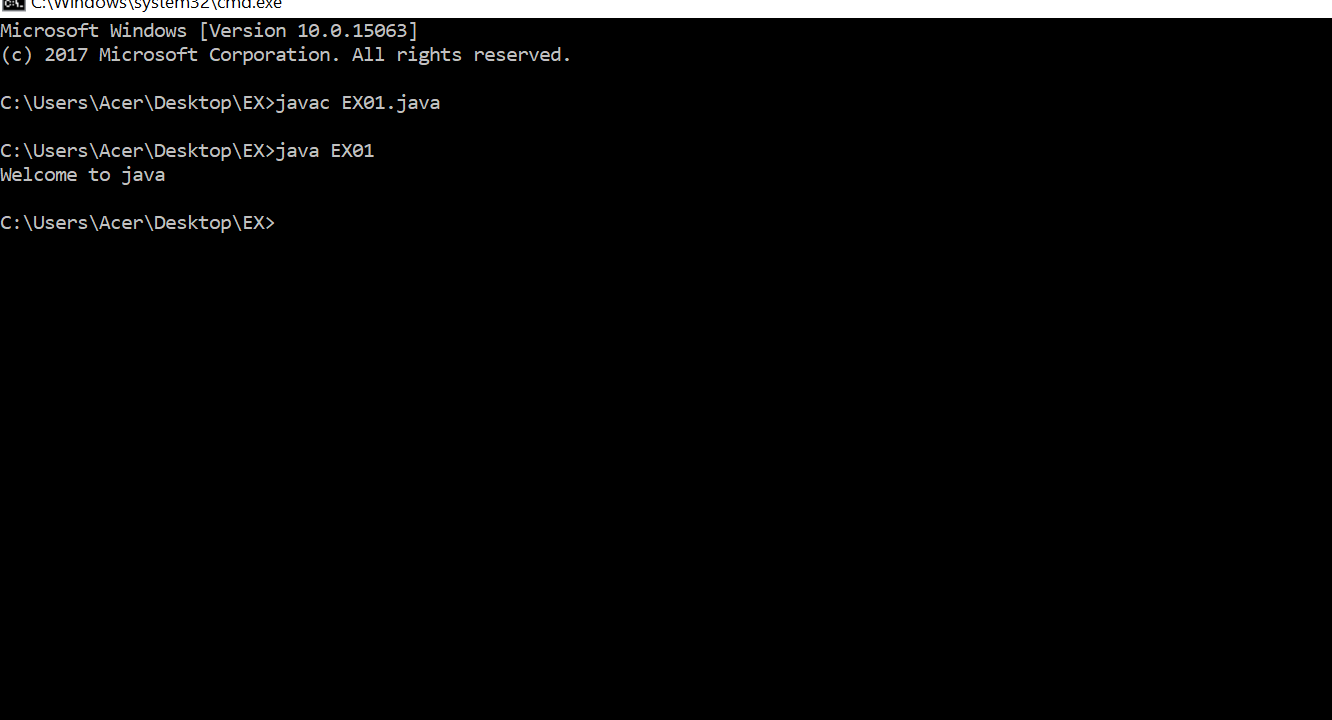 C:\Windows\system32\cmd.exe
Microsoft Windows [Version 10.0.15063]
(c) 2017 Microsoft Corporation. All rights reserved.
C:\Users\Acer\Desktop\EX>javac EX01.java
C:\Users\Acer\Desktop\EX>java EX01
Welcome to java
C:\Users\Acer\Desktop\EX>